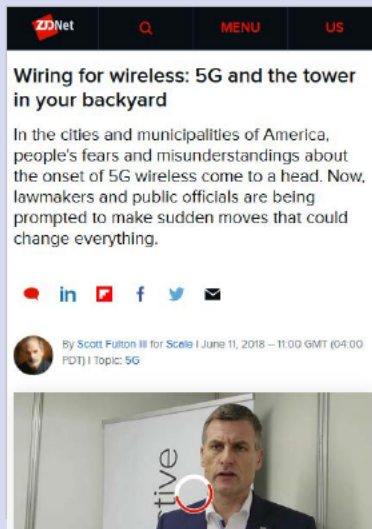 ZDNet MENU US
Wiring for wireless: 5G and the tower
in your backyard
In the cities and municipalities of America,
people's fears and misunderstandings about
the onset of 5G wireless come to a head. Now,
lawmakers and public officials are being
prompted to make sudden moves that could
change everything.
By Scott Fulton III for Scale | June 11, 2018 -- 11:00 GMT (04:00
PDT) | Topic: 5G
ctive